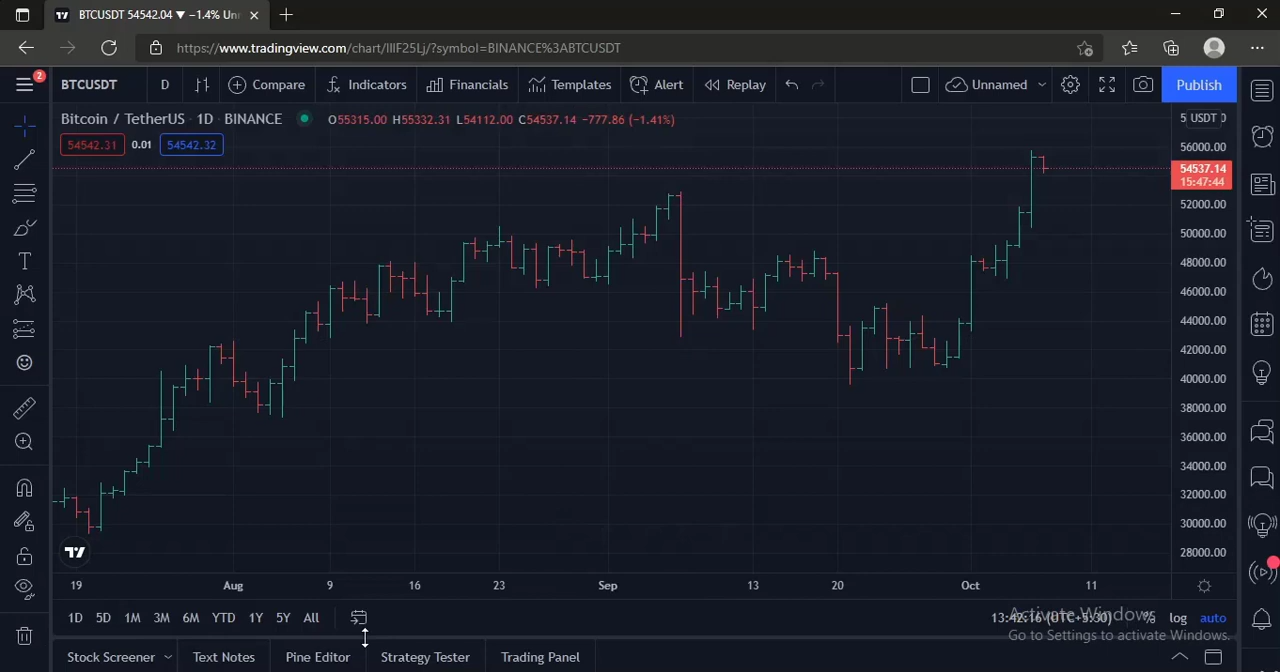 BTCUSDT 54542.04 ▼ −1.4% Un
https://www.tradingview.com/chart/IIIF25Lj/?symbol=BINANCE%3ABTCUSDT
2
BTCUSDT D Compare Indicators Financials Templates Alert Replay Unnamed Publish
Bitcoin / TetherUS · 1D · BINANCE O55315.00 H55332.31 L54112.00 C54537.14 −777.86 (−1.41%)
54542.31 0.01 54542.32
USDT
56000.00
54537.14
15:47:44
52000.00
50000.00
48000.00
46000.00
44000.00
42000.00
40000.00
38000.00
36000.00
34000.00
32000.00
30000.00
28000.00
19 Aug 9 16 23 Sep 13 20 Oct 11
1D 5D 1M 3M 6M YTD 1Y 5Y All 13:42:16 (UTC+5:30) % log auto
Activate Windows
Go to Settings to activate Windows.
Stock Screener Text Notes Pine Editor Strategy Tester Trading Panel